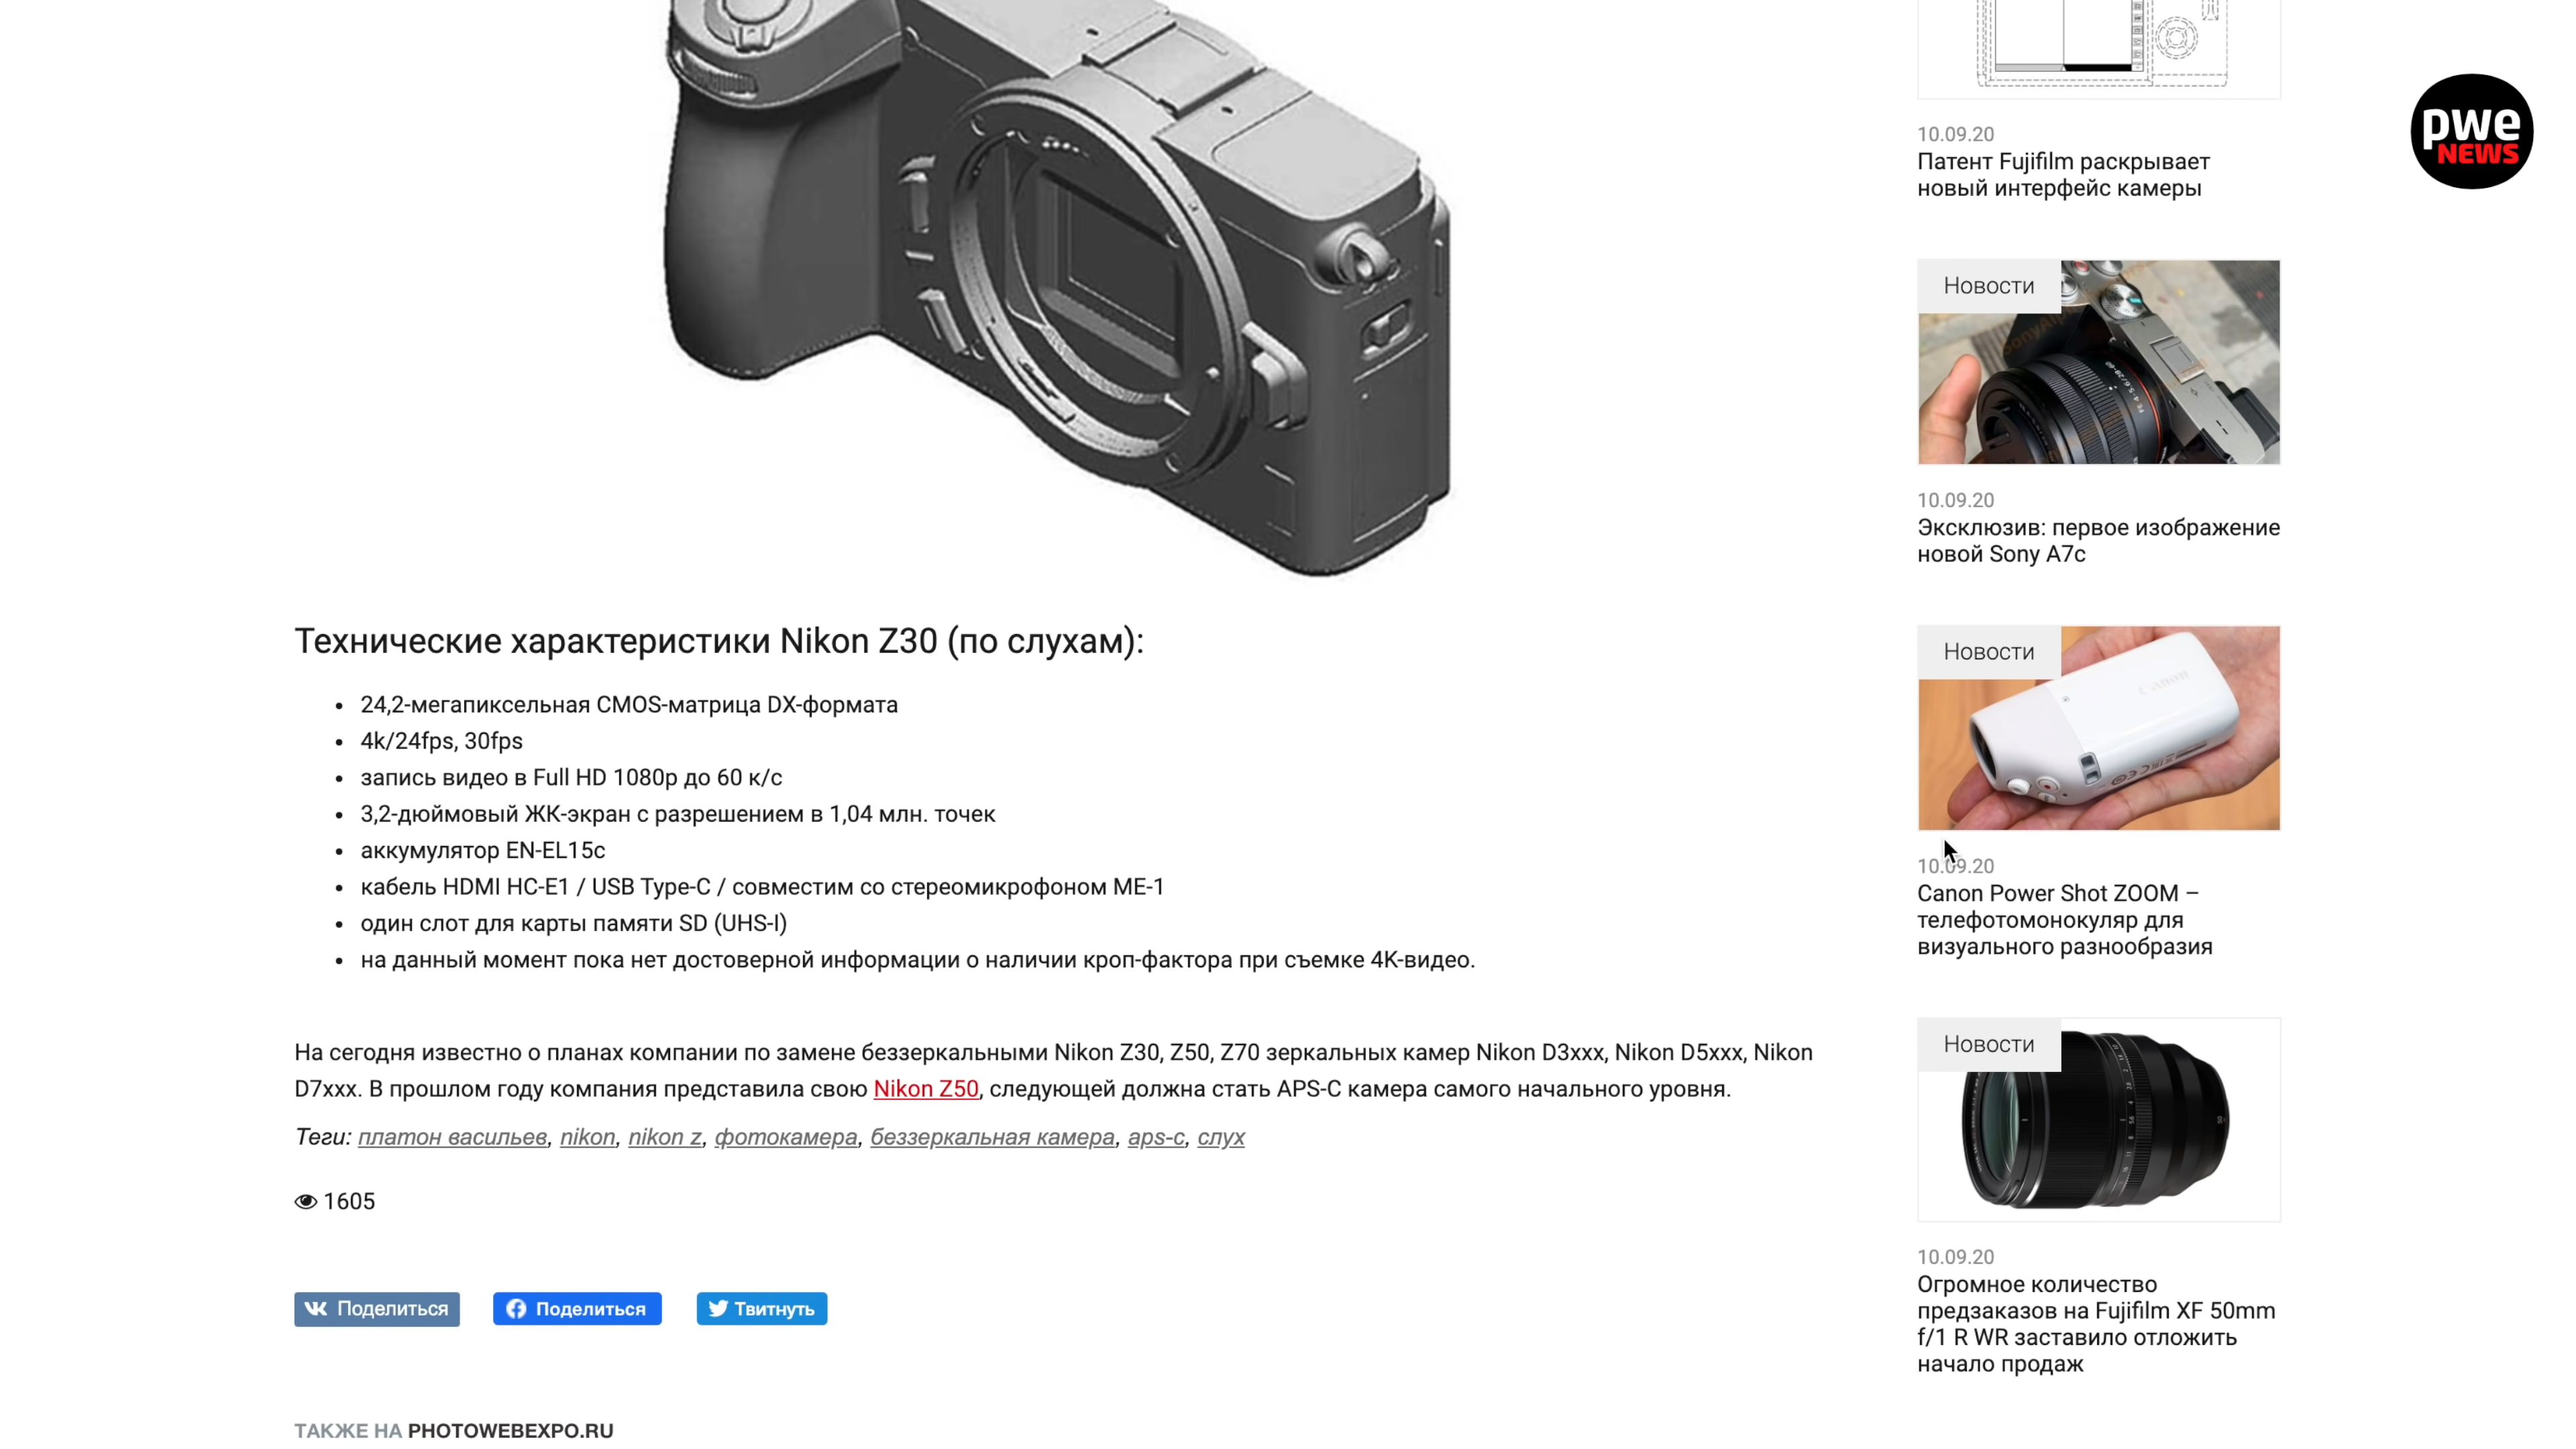 pwe
NEWS
Технические характеристики Nikon Z30 (по слухам):
24,2-мегапиксельная CMOS-матрица DX-формата
4k/24fps, 30fps
запись видео в Full HD 1080p до 60 к/с
3,2-дюймовый ЖК-экран с разрешением в 1,04 млн. точек
аккумулятор EN-EL15c
кабель HDMI HC-E1 / USB Type-C / совместим со стереомикрофоном ME-1
один слот для карты памяти SD (UHS-I)
на данный момент пока нет достоверной информации о наличии кроп-фактора при съемке 4K-видео.
На сегодня известно о планах компании по замене беззеркальными Nikon Z30, Z50, Z70 зеркальных камер Nikon D3xxx, Nikon D5xxx, Nikon
D7xxx. В прошлом году компания представила свою Nikon Z50, следующей должна стать APS-C камера самого начального уровня.
Теги: платон васильев, nikon, nikon z, фотокамера, беззеркальная камера, aps-c, слух
1605
Поделиться
Поделиться
Твитнуть
ТАКЖЕ НА PHOTOWEBEXPO.RU
10.09.20
Патент Fujifilm раскрывает
новый интерфейс камеры
Новости
10.09.20
Эксклюзив: первое изображение
новой Sony A7c
Новости
Canon
10.09.20
Canon Power Shot ZOOM –
телефотомонокуляр для
визуального разнообразия
Новости
10.09.20
Огромное количество
предзаказов на Fujifilm XF 50mm
f/1 R WR заставило отложить
начало продаж